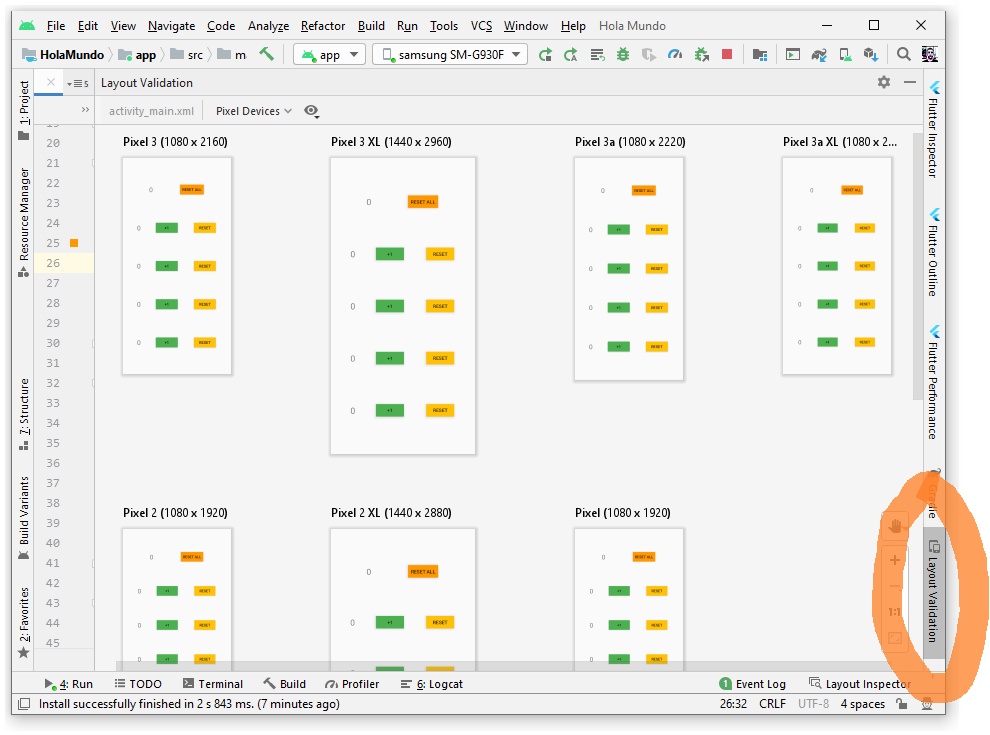 File Edit View Navigate Code Analyze Refactor Build Run Tools VCS Window Help Hola Mundo
HolaMundo app src m app samsung SM-G930F
5 Layout Validation
activity_main.xml Pixel Devices
1: Project
Resource Manager
7: Structure
Build Variants
2: Favorites
20
21
22
23
24
25
26
27
28
29
30
31
32
33
34
35
36
37
38
39
40
41
42
43
44
45
Pixel 3 (1080 x 2160) Pixel 3 XL (1440 x 2960) Pixel 3a (1080 x 2220) Pixel 3a XL (1080 x 2...
0 RESET ALL
0 +1 RESET
0 +1 RESET
0 +1 RESET
0 +1 RESET
0 RESET ALL
0 +1 RESET
0 +1 RESET
0 +1 RESET
0 +1 RESET
0 RESET ALL
0 +1 RESET
0 +1 RESET
0 +1 RESET
0 +1 RESET
0 RESET ALL
0 +1 RESET
0 +1 RESET
0 +1 RESET
0 +1 RESET
Pixel 2 (1080 x 1920) Pixel 2 XL (1440 x 2880) Pixel (1080 x 1920)
0 RESET ALL
0 +1 RESET
0 +1 RESET
0 +1 RESET
0 RESET ALL
0 +1 RESET
0 RESET ALL
0 +1 RESET
0 +1 RESET
0 +1 RESET
Flutter Inspector
Flutter Outline
Flutter Performance
Layout Validation
1:1
4: Run TODO Terminal Build Profiler 6: Logcat 1 Event Log Layout Inspector
Install successfully finished in 2 s 843 ms. (7 minutes ago) 26:32 CRLF UTF-8 4 spaces